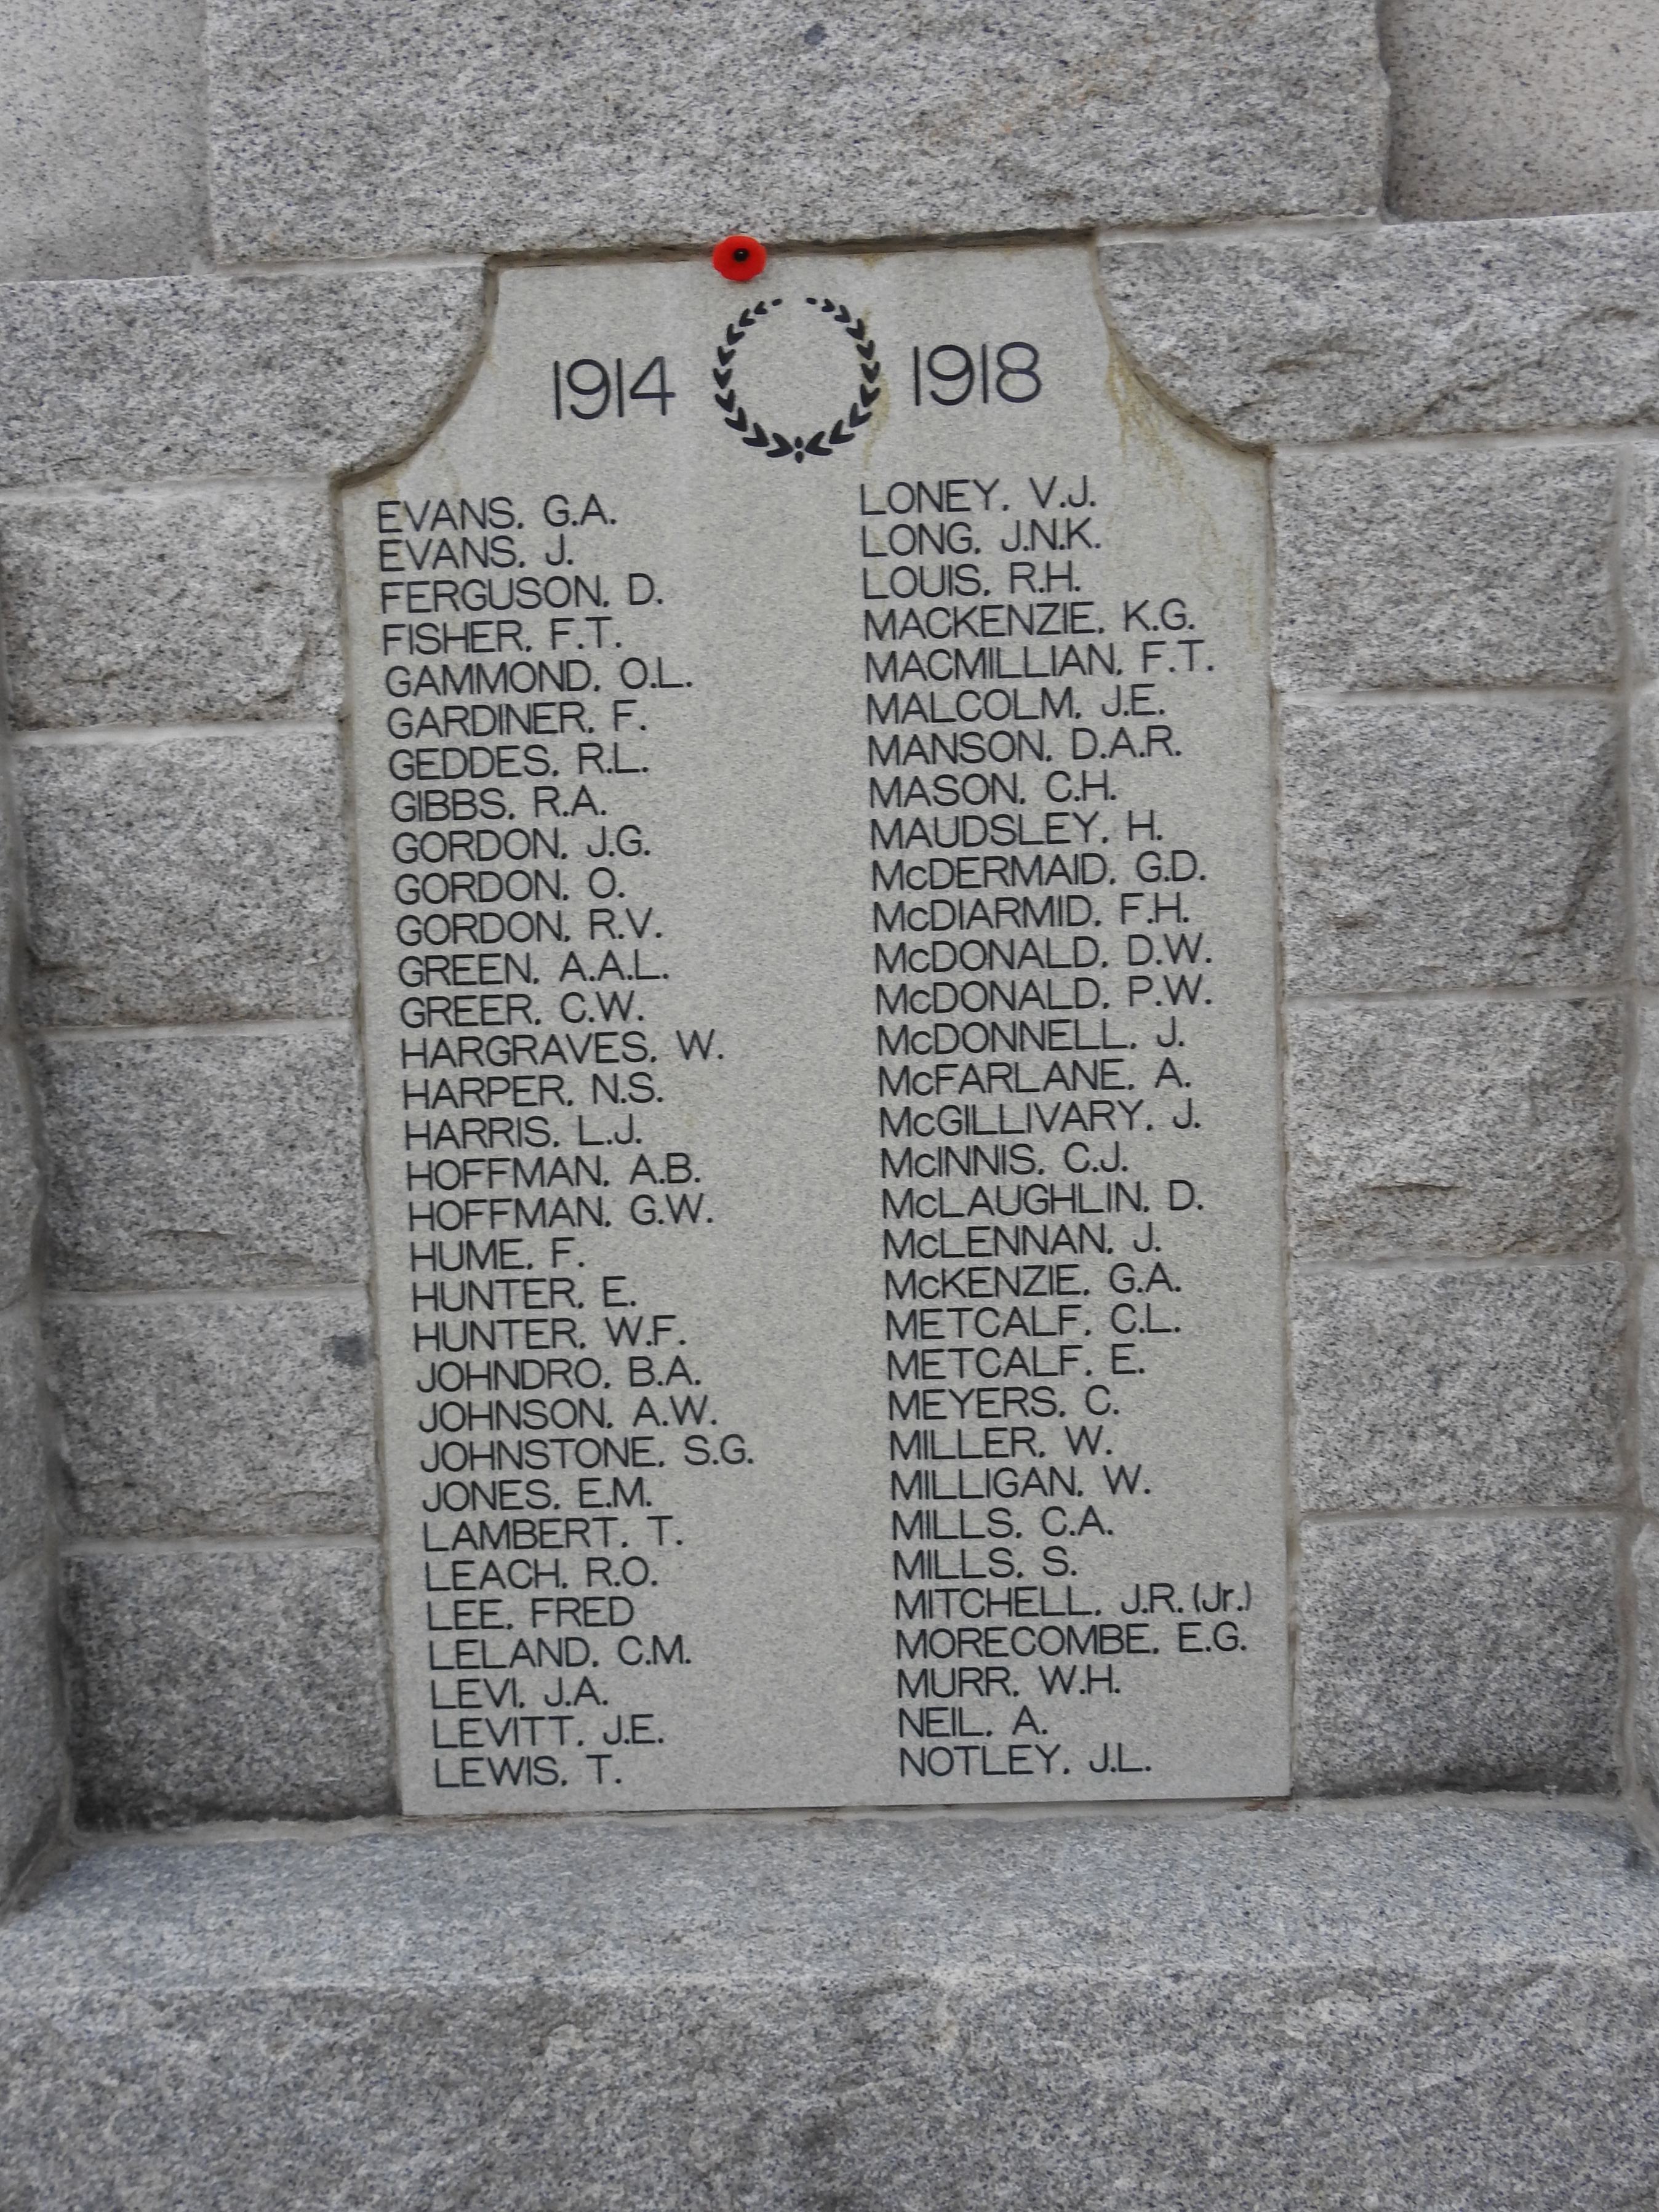 1914 1918
EVANS. G.A.
EVANS. J.
FERGUSON. D.
FISHER. F.T.
GAMMOND. O.L.
GARDINER. F.
GEDDES. R.L.
GIBBS. R.A.
GORDON. J.G.
GORDON. O.
GORDON. R.V.
GREEN. A.A.L.
GREER. C.W.
HARGRAVES. W.
HARPER. N.S.
HARRIS. L.J.
HOFFMAN. A.B.
HOFFMAN. G.W.
HUME. F.
HUNTER. E.
HUNTER. W.F.
JOHNDRO. B.A.
JOHNSON. A.W.
JOHNSTONE. S.G.
JONES. E.M.
LAMBERT. T.
LEACH. R.O.
LEE. FRED
LELAND. C.M.
LEVI. J.A.
LEVITT. J.E.
LEWIS. T.
LONEY. V.J.
LONG. J.N.K.
LOUIS. R.H.
MACKENZIE. K.G.
MACMILLIAN. F.T.
MALCOLM. J.E.
MANSON. D.A.R.
MASON. C.H.
MAUDSLEY. H.
McDERMAID. G.D.
McDIARMID. F.H.
McDONALD. D.W.
McDONALD. P.W.
McDONNELL. J.
McFARLANE. A.
McGILLIVARY. J.
McINNIS. C.J.
McLAUGHLIN. D.
McLENNAN. J.
McKENZIE. G.A.
METCALF. C.L.
METCALF. E.
MEYERS. C.
MILLER. W.
MILLIGAN. W.
MILLS. C.A.
MILLS. S.
MITCHELL. J.R. (Jr.)
MORECOMBE. E.G.
MURR. W.H.
NEIL. A.
NOTLEY. J.L.